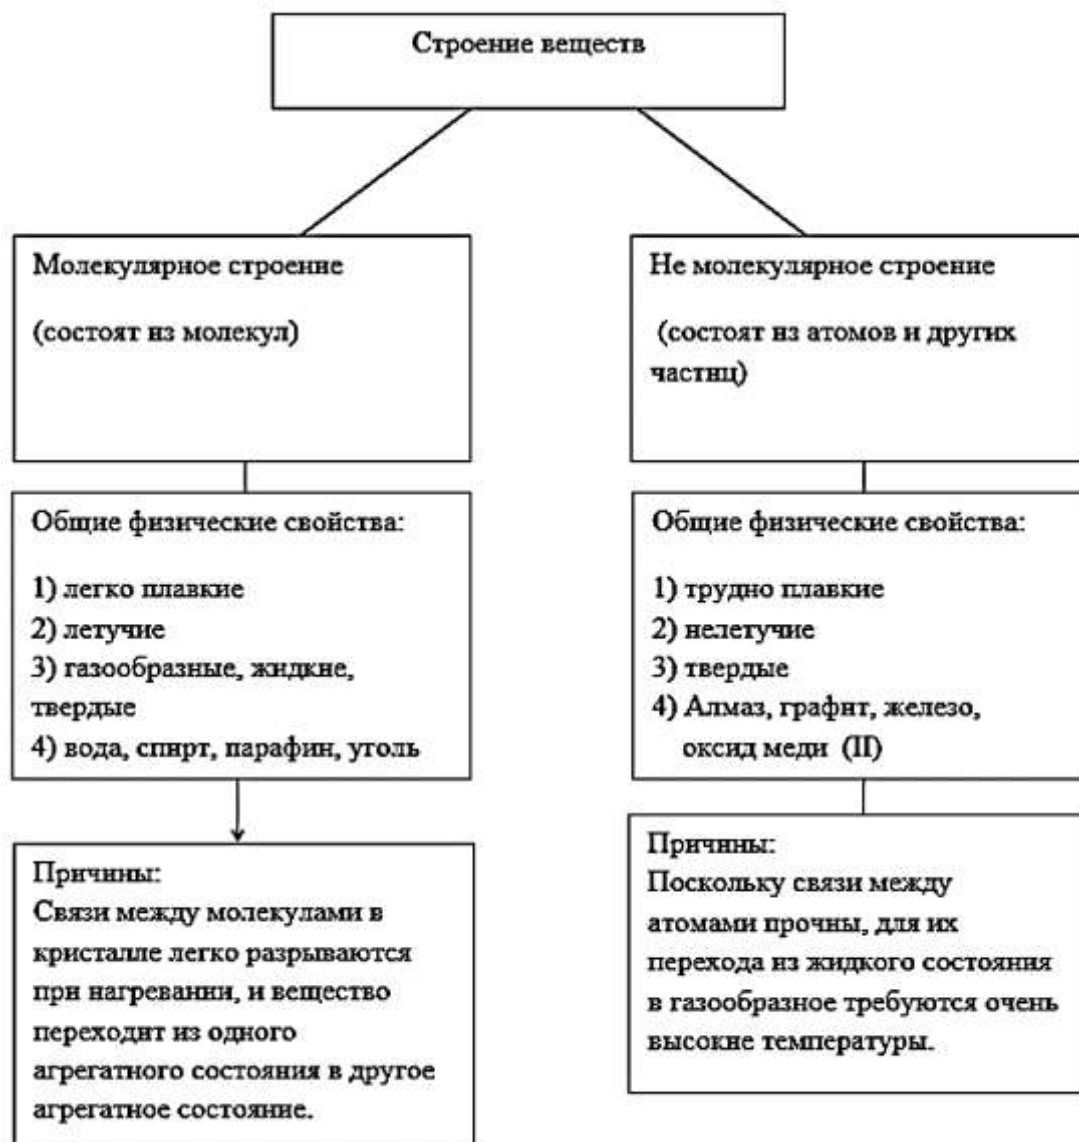 Строение веществ
Молекулярное строение
(состоят из молекул)
Общие физические свойства:
1) легко плавкие
2) летучие
3) газообразные, жидкие,
твердые
4) вода, спирт, парафин, уголь
Причины:
Связи между молекулами в
кристалле легко разрываются
при нагревании, и вещество
переходит из одного
агрегатного состояния в другое
агрегатное состояние.
Не молекулярное строение
(состоят из атомов и других
частиц)
Общие физические свойства:
1) трудно плавкие
2) нелетучие
3) твердые
4) Алмаз, графит, железо,
оксид меди (II)
Причины:
Поскольку связи между
атомами прочны, для их
перехода из жидкого состояния
в газообразное требуются очень
высокие температуры.